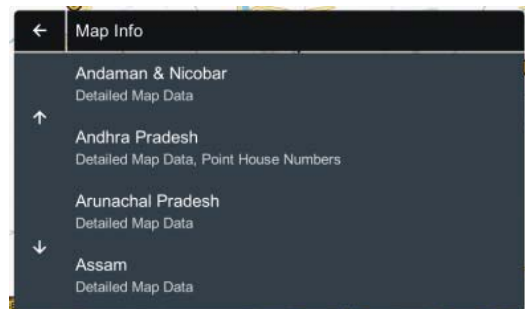 Map Info
Andaman & Nicobar
Detailed Map Data
Andhra Pradesh
Detailed Map Data, Point House Numbers
Arunachal Pradesh
Detailed Map Data
Assam
Detailed Map Data